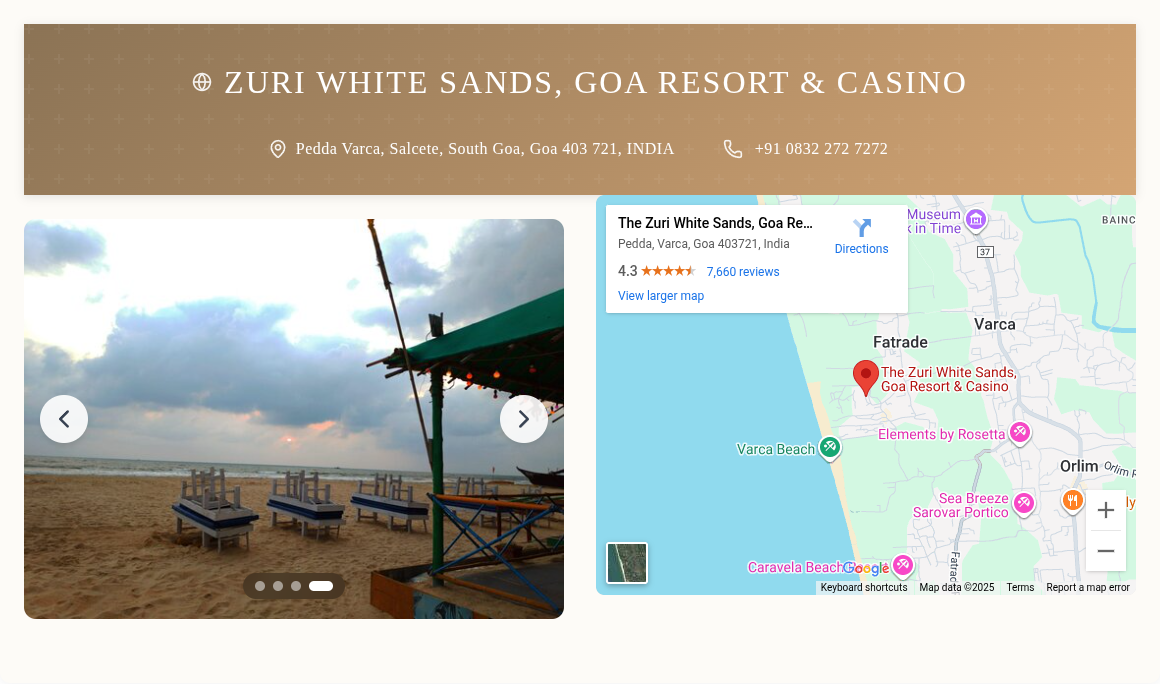 ZURI WHITE SANDS, GOA RESORT & CASINO
Pedda Varca, Salcete, South Goa, Goa 403 721, INDIA
+91 0832 272 7272
The Zuri White Sands, Goa Re...
Pedda, Varca, Goa 403721, India
Directions
4.3
7,660 reviews
View larger map
Museum
k in Time
BAINC
37
Varca
Fatrade
The Zuri White Sands,
Goa Resort & Casino
Elements by Rosetta
Varca Beach
Orlim
Orlim R
Sea Breeze
Sarovar Portico
ly
Caravela Beach
Google
Fatrad
Keyboard shortcuts
Map data ©2025
Terms
Report a map error